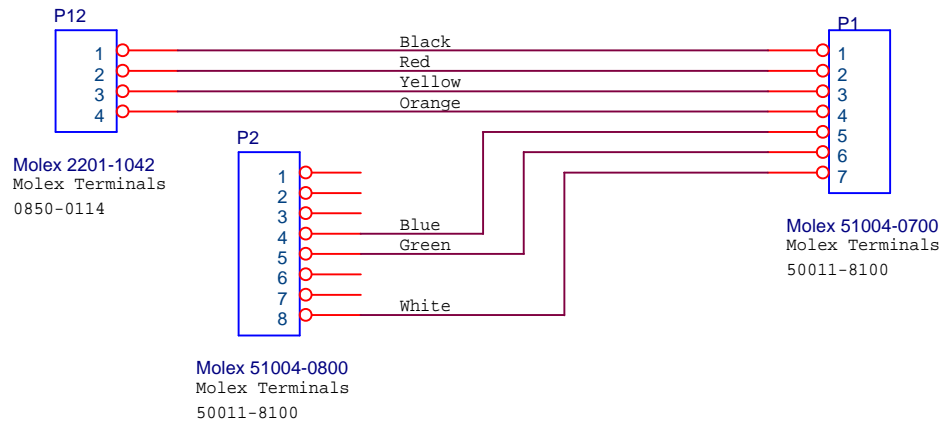 P12
P1
1
2
3
4
Black
Red
Yellow
Orange
1
2
3
4
5
6
7
P2
1
2
3
4
5
6
7
8
Blue
Green
White
Molex 2201-1042
Molex Terminals
0850-0114
Molex 51004-0700
Molex Terminals
50011-8100
Molex 51004-0800
Molex Terminals
50011-8100